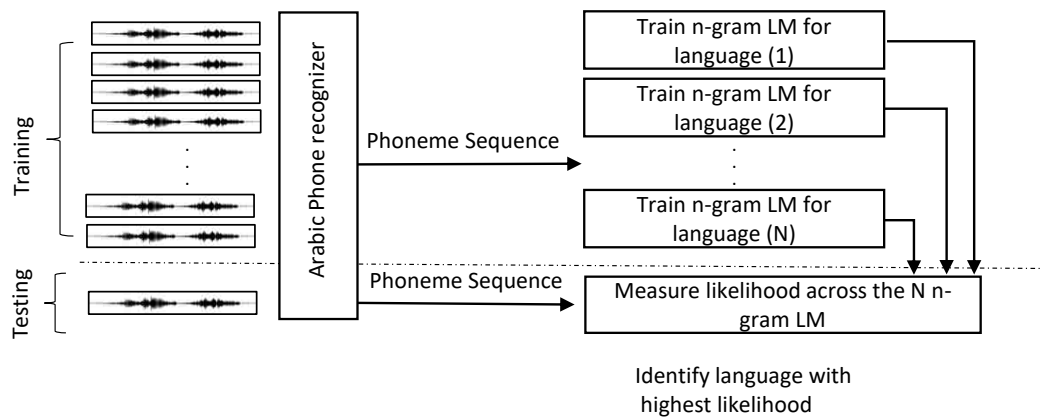 Training
Testing
Arabic Phone recognizer
Phoneme Sequence
Phoneme Sequence
Train n-gram LM for
language (1)
Train n-gram LM for
language (2)
Train n-gram LM for
language (N)
Measure likelihood across the N n-
gram LM
Identify language with
highest likelihood